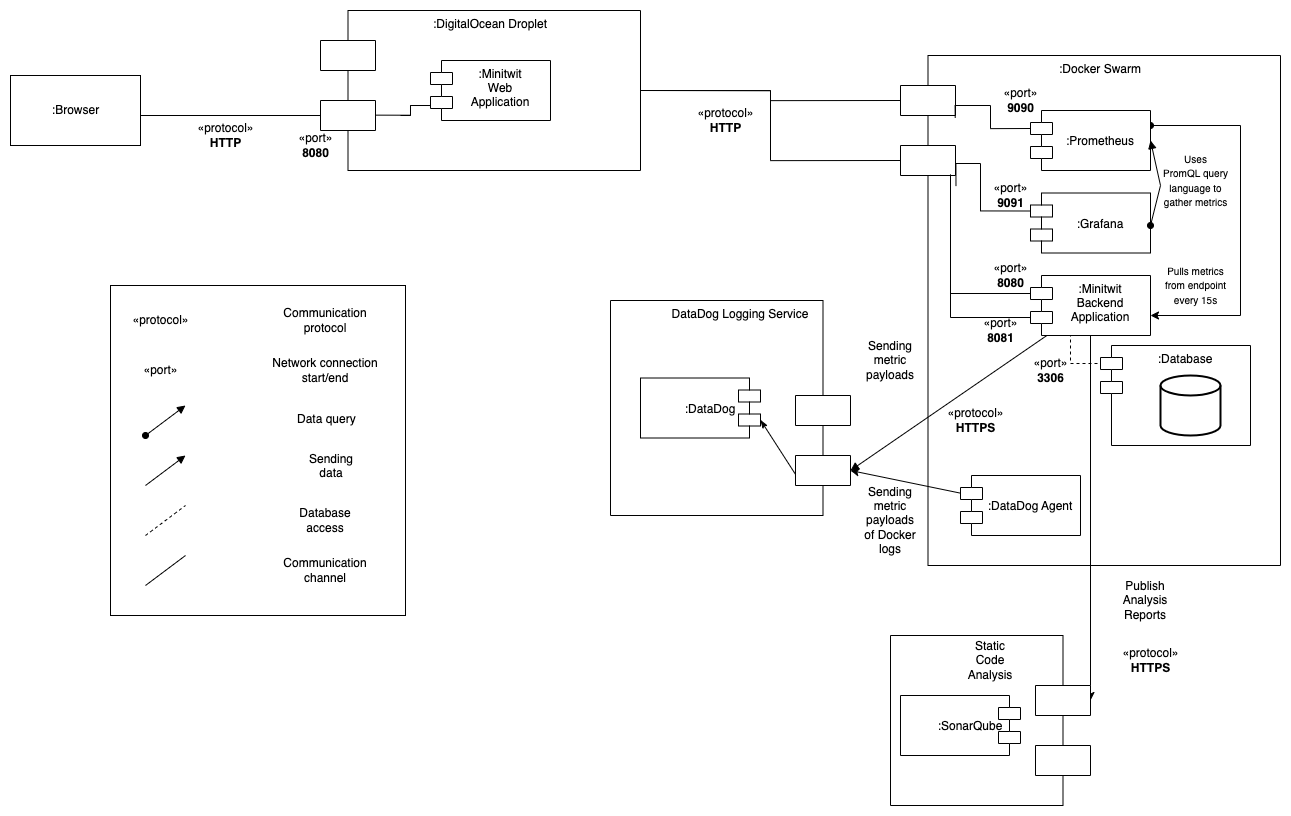 :DigitalOcean Droplet
:Minitwit
Web
Application
:Browser
«protocol»
HTTP
«port»
8080
«protocol»
HTTP
:Docker Swarm
«port»
9090
:Prometheus
Uses
PromQL query
language to
gather metrics
«port»
9091
:Grafana
«port»
8080
:Minitwit
Backend
Application
Pulls metrics
from endpoint
every 15s
8081
«port»
«port»
3306
:Database
«protocol»
Communication
protocol
«port»
Network connection
start/end
Data query
Sending
data
Database
access
Communication
channel
DataDog Logging Service
:DataDog
Sending
metric
payloads
«protocol»
HTTPS
Sending
metric
payloads
of Docker
logs
:DataDog Agent
Publish
Analysis
Reports
«protocol»
HTTPS
Static
Code
Analysis
:SonarQube